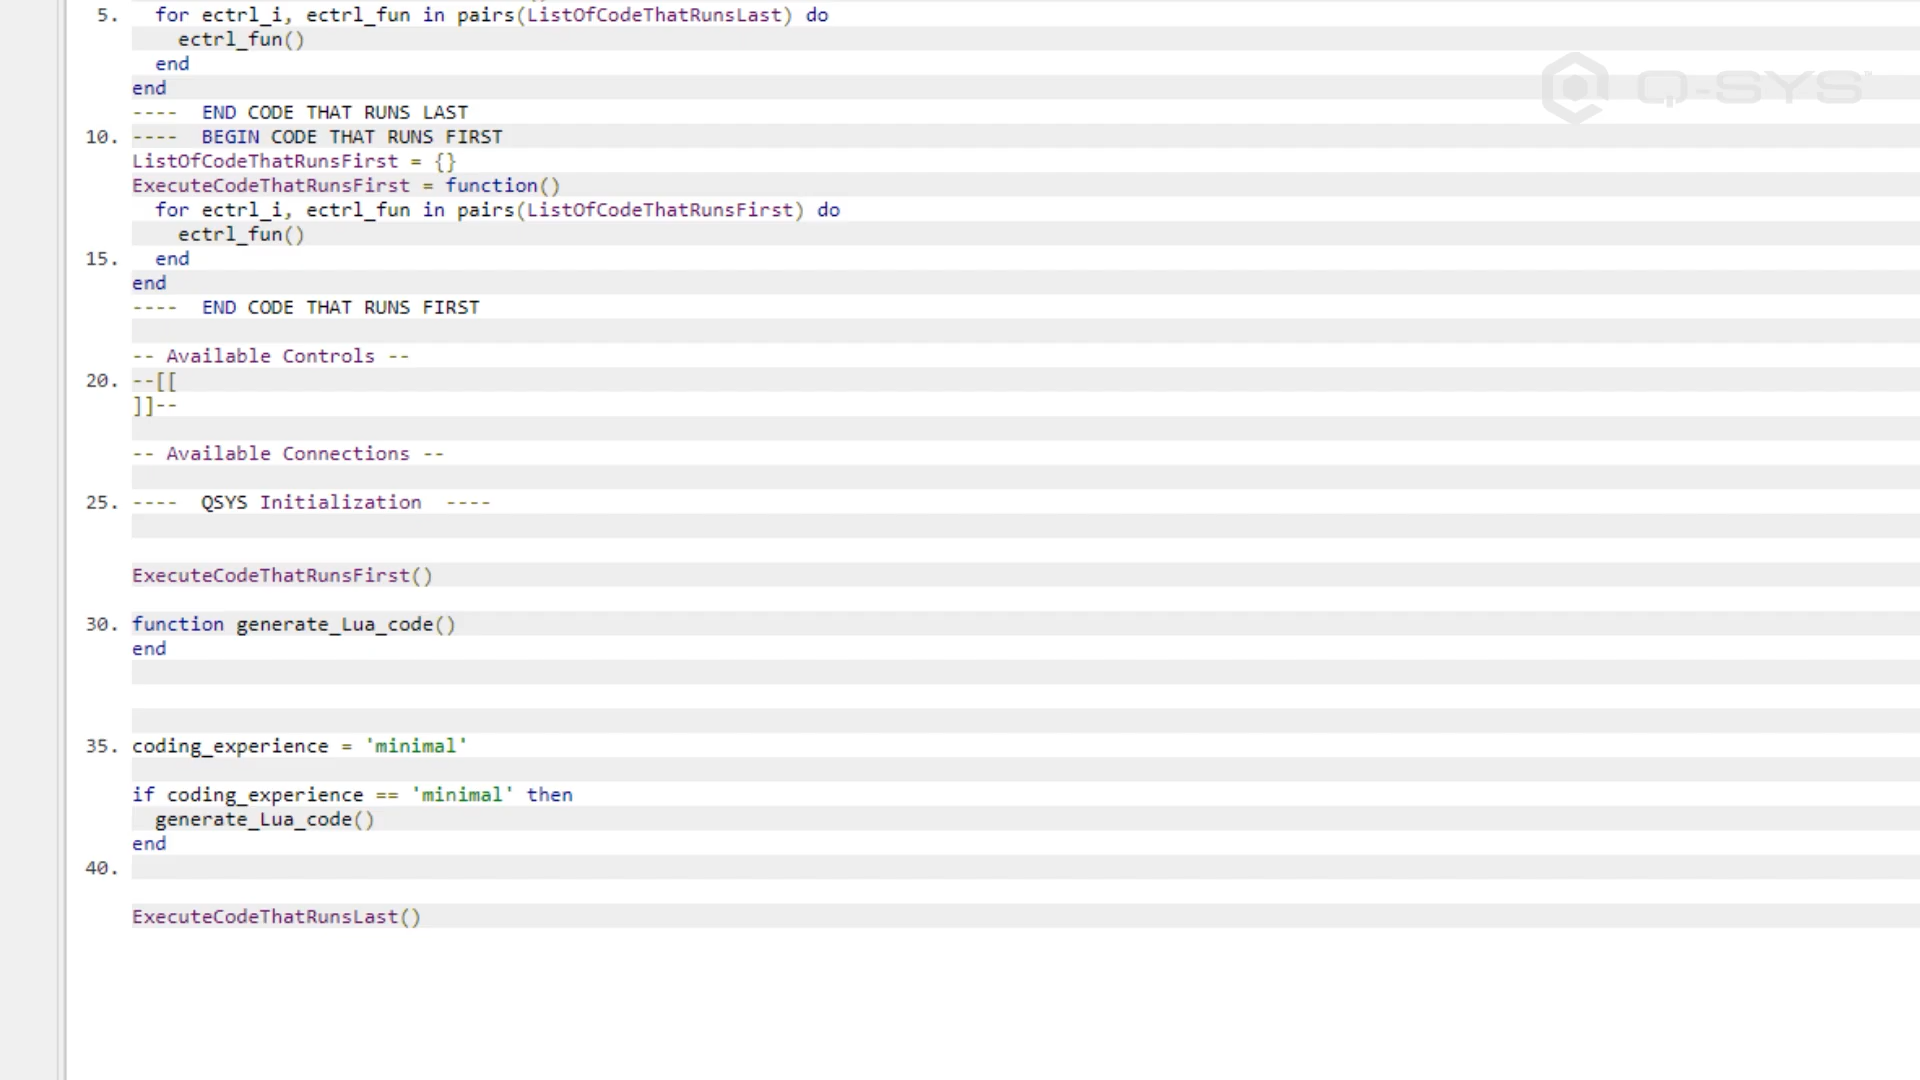 5. for ectrl_i, ectrl_fun in pairs(ListOfCodeThatRunsLast) do
ectrl_fun()
end
end
---- END CODE THAT RUNS LAST
10. ---- BEGIN CODE THAT RUNS FIRST
ListOfCodeThatRunsFirst = {}
ExecuteCodeThatRunsFirst = function()
for ectrl_i, ectrl_fun in pairs(ListOfCodeThatRunsFirst) do
ectrl_fun()
15. end
end
---- END CODE THAT RUNS FIRST
-- Available Controls --
20. --[[
]]--
-- Available Connections --
25. ---- QSYS Initialization ----
ExecuteCodeThatRunsFirst()
30. function generate_Lua_code()
end
35. coding_experience = 'minimal'
if coding_experience == 'minimal' then
generate_Lua_code()
end
40.
ExecuteCodeThatRunsLast()
Q-SYS™